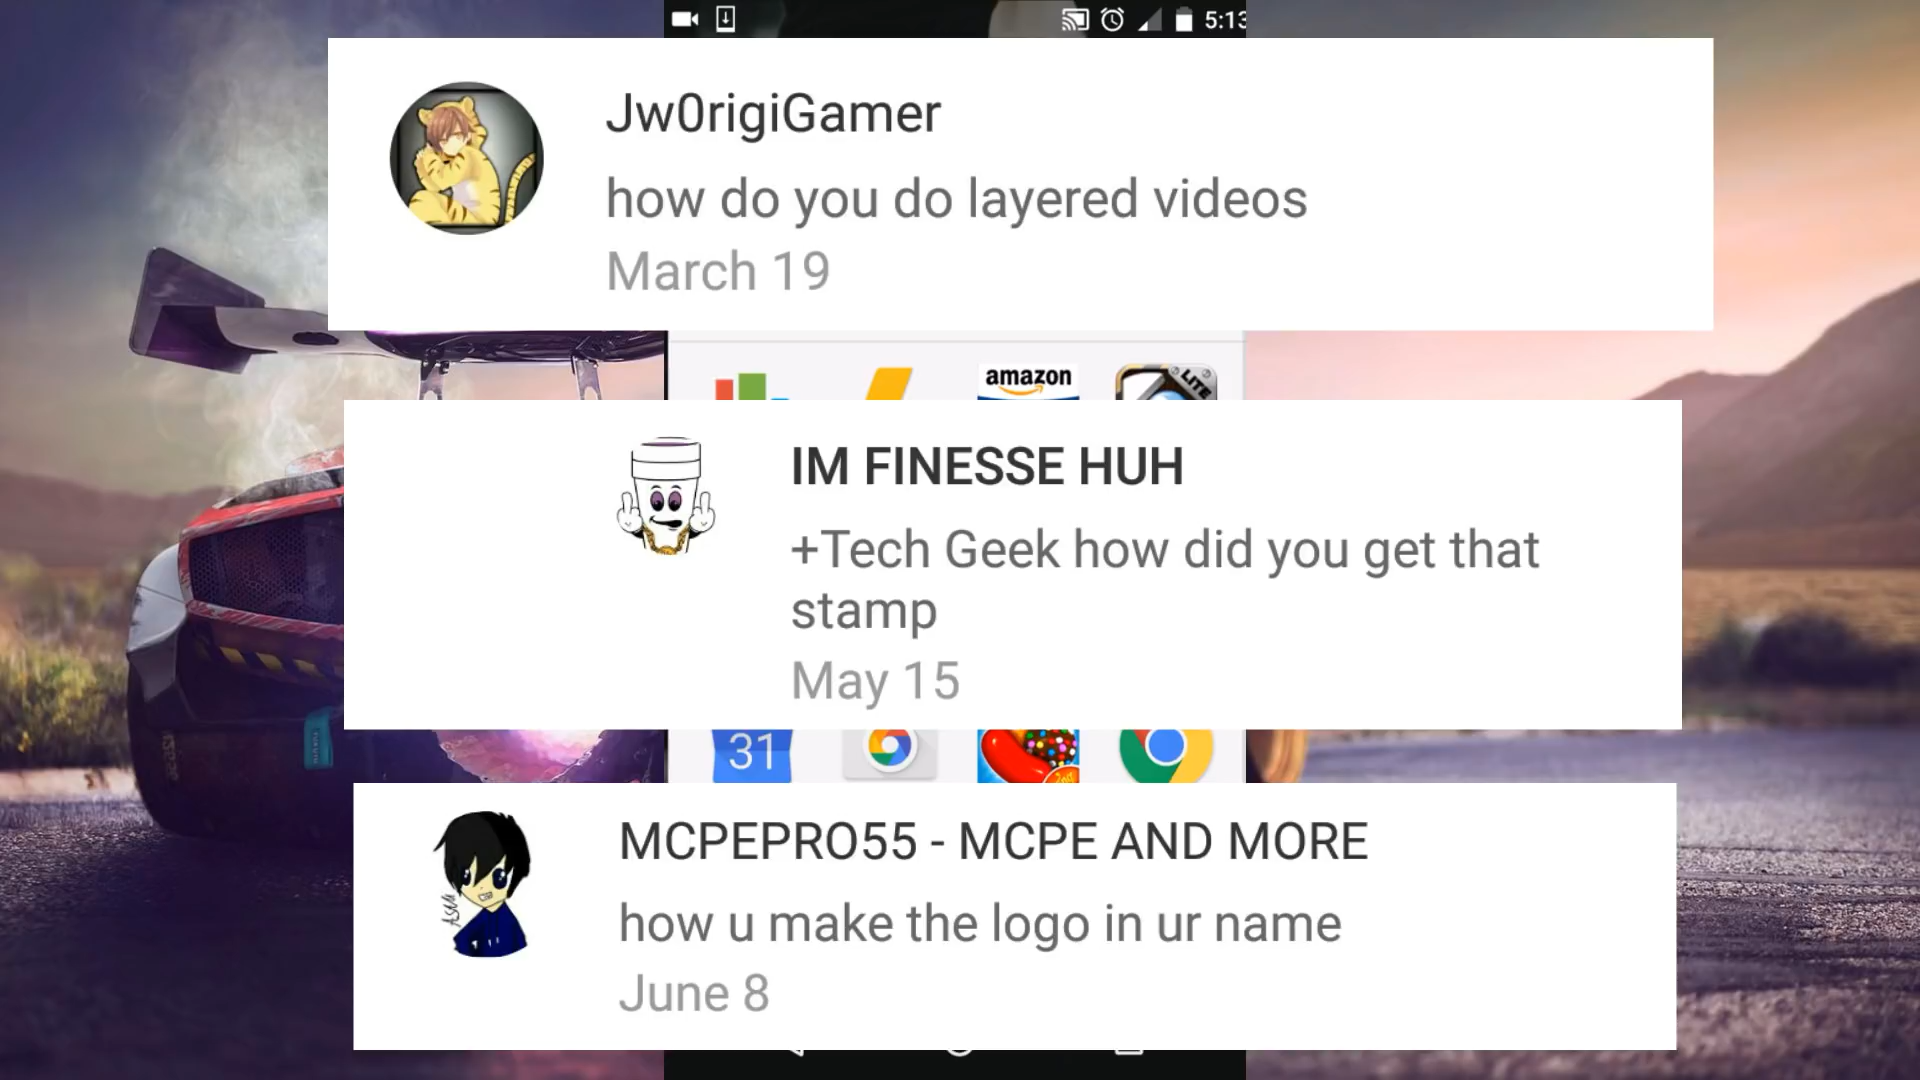 5:13
Jw0rigiGamer
how do you do layered videos
March 19
amazon
LITE
IM FINESSE HUH
+Tech Geek how did you get that
stamp
May 15
31
MCPEPRO55 - MCPE AND MORE
how u make the logo in ur name
June 8